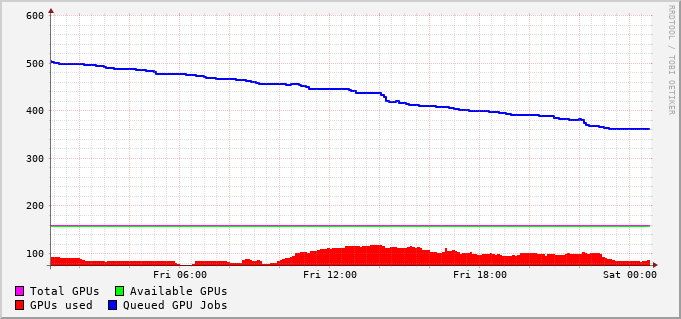 600
500
400
300
200
100
Fri 06:00 Fri 12:00 Fri 18:00 Sat 00:00
Total GPUs Available GPUs
GPUs used Queued GPU Jobs
RRDTOOL / TOBI OETIKER